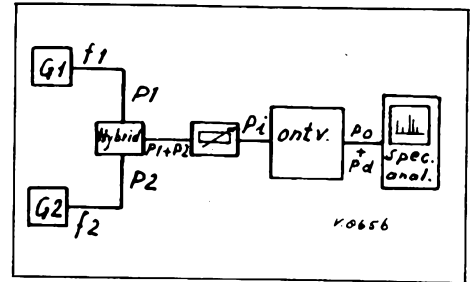 G1
f1
P1
Hybrid
P1+P2
Pi
ontv.
Po
+
Pd
spec.
anal.
P2
G2
f2
v.0656